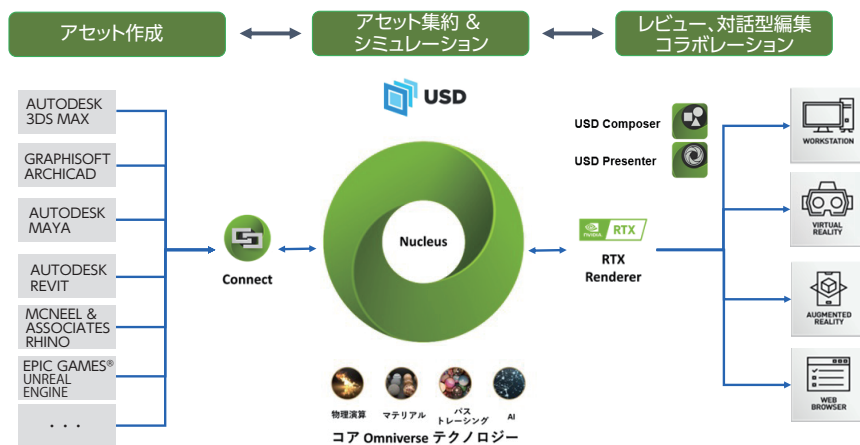 アセット作成
アセット集約 &
シミュレーション
レビュー、対話型編集
コラボレーション
AUTODESK
3DS MAX
GRAPHISOFT
ARCHICAD
AUTODESK
MAYA
AUTODESK
REVIT
MCNEEL &
ASSOCIATES
RHINO
EPIC GAMES®
UNREAL
ENGINE
・・・
Connect
USD
Nucleus
物理演算
マテリアル
パス
トレーシング
AI
コア Omniverse テクノロジー
USD Composer
USD Presenter
NVIDIA
RTX
RTX
Renderer
WORKSTATION
VIRTUAL
REALITY
AUGMENTED
REALITY
WEB
BROWSER